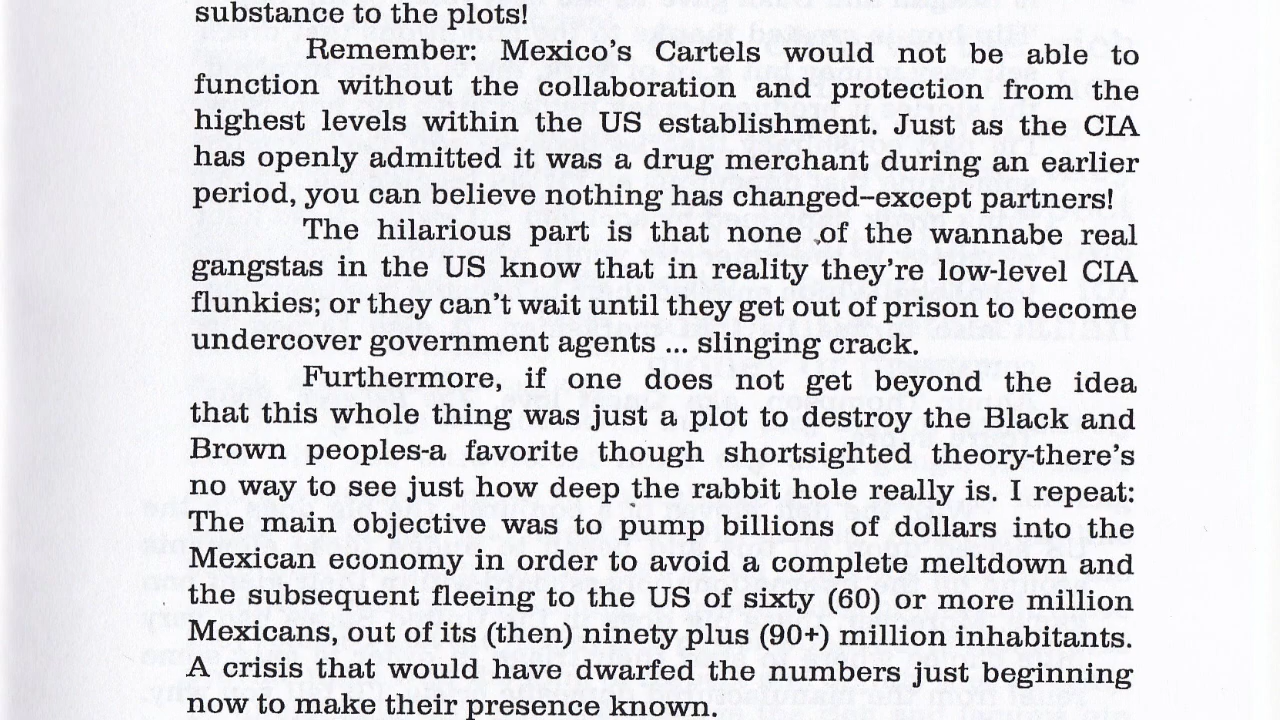 substance to the plots!
Remember: Mexico's Cartels would not be able to
function without the collaboration and protection from the
highest levels within the US establishment. Just as the CIA
has openly admitted it was a drug merchant during an earlier
period, you can believe nothing has changed–except partners!
The hilarious part is that none of the wannabe real
gangstas in the US know that in reality they're low-level CIA
flunkies; or they can't wait until they get out of prison to become
undercover government agents ... slinging crack.
Furthermore, if one does not get beyond the idea
that this whole thing was just a plot to destroy the Black and
Brown peoples-a favorite though shortsighted theory-there's
no way to see just how deep the rabbit hole really is. I repeat:
The main objective was to pump billions of dollars into the
Mexican economy in order to avoid a complete meltdown and
the subsequent fleeing to the US of sixty (60) or more million
Mexicans, out of its (then) ninety plus (90+) million inhabitants.
A crisis that would have dwarfed the numbers just beginning
now to make their presence known.